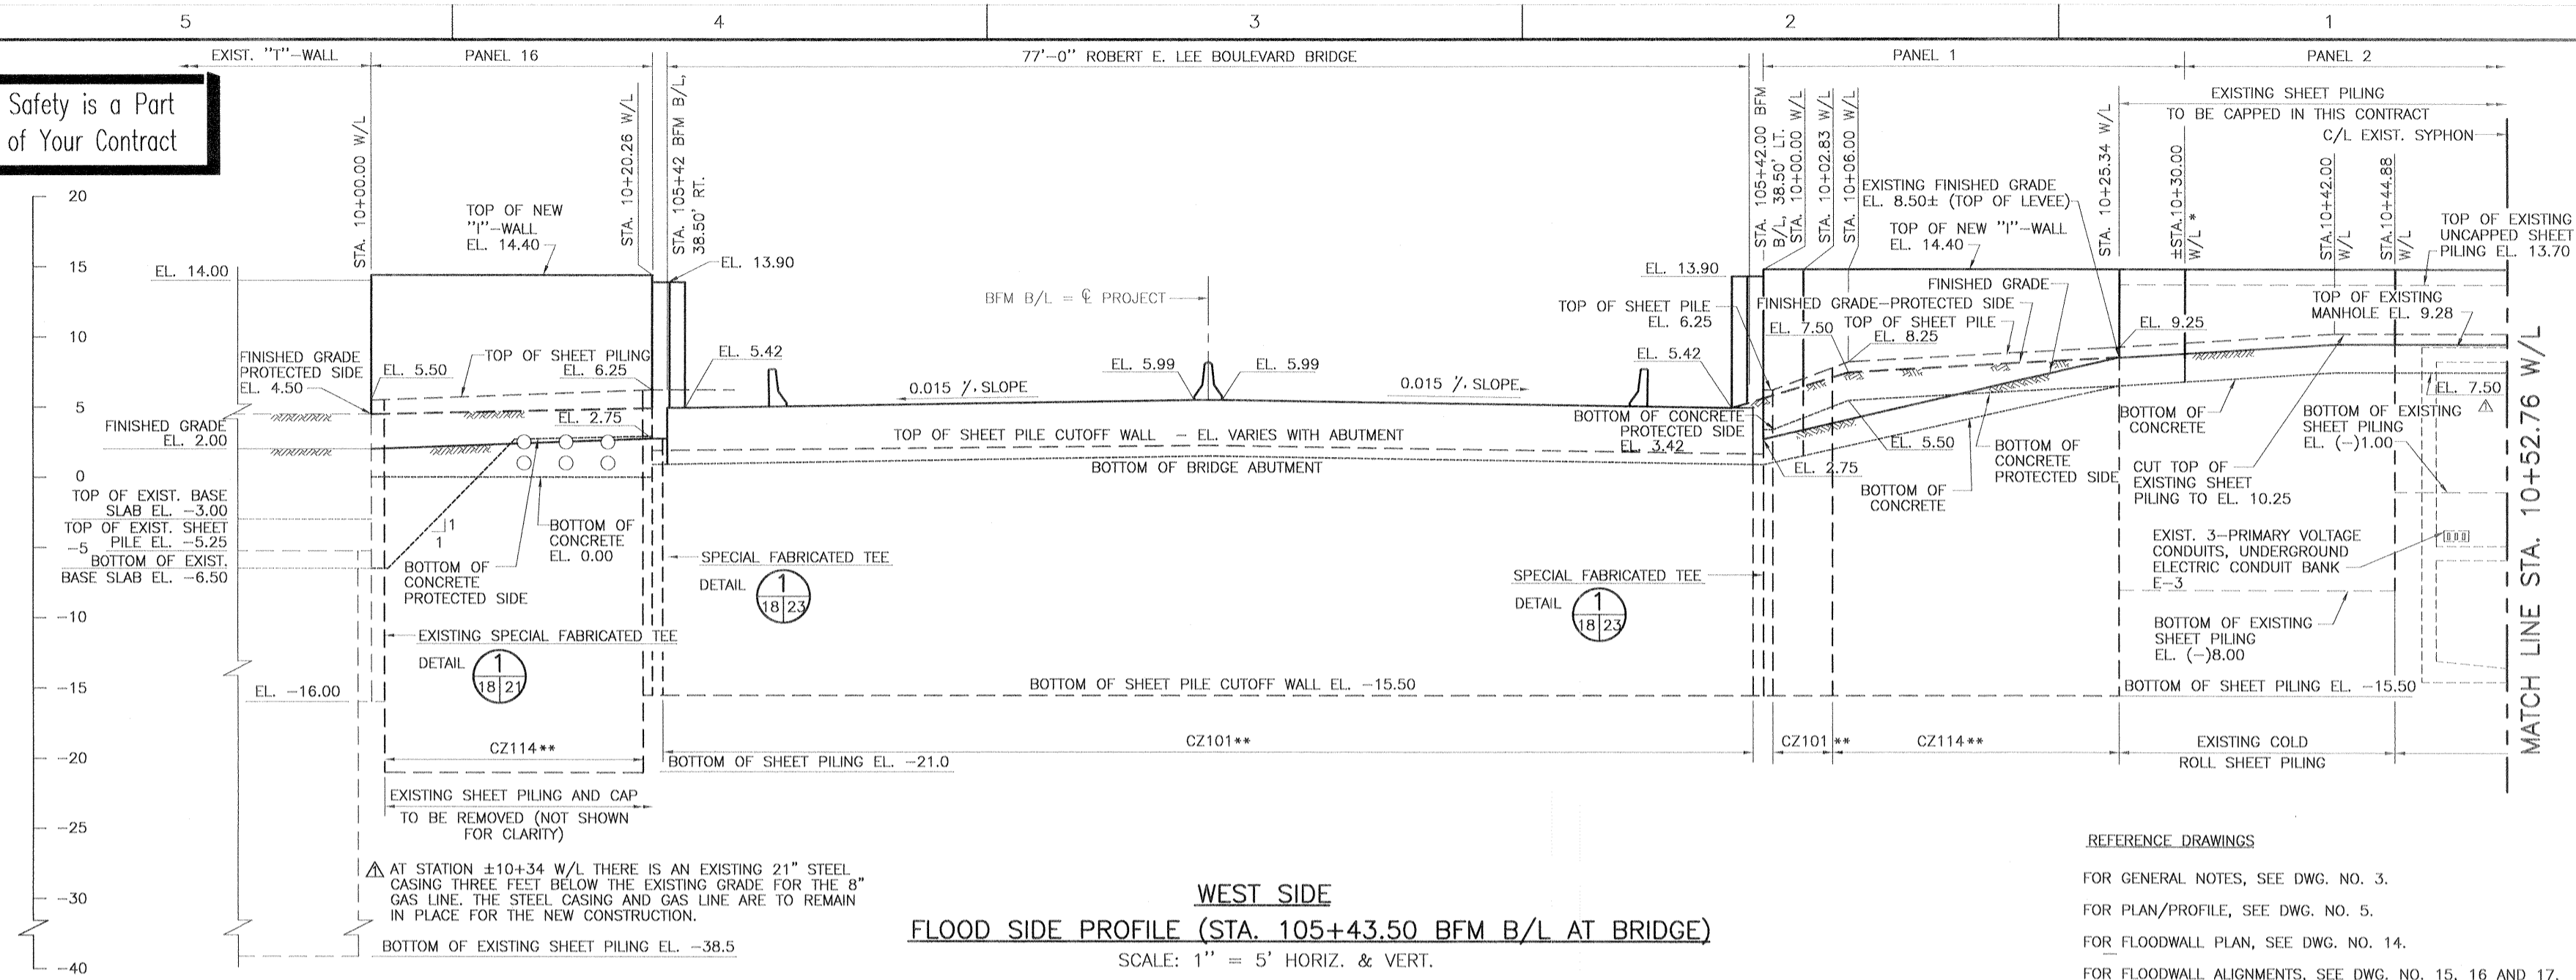 5 4 3 2 1
EXIST. "T"-WALL
PANEL 16
77'-0" ROBERT E. LEE BOULEVARD BRIDGE
PANEL 1
PANEL 2
Safety is a Part
of Your Contract
STA. 10+00.00 W/L
STA. 10+20.26 W/L
STA. 105+42 BFM B/L,
38.50' RT.
STA. 105+42.00 BFM
B/L, 38.50' LT.
STA. 10+00.00 W/L
STA. 10+02.83 W/L
STA. 10+06.00 W/L
STA. 10+25.34 W/L
±STA.10+30.00
W/L *
STA.10+42.00
W/L
STA.10+44.88
W/L
EXISTING SHEET PILING
TO BE CAPPED IN THIS CONTRACT
C/L EXIST. SYPHON
20
15
10
5
0
-5
-10
-15
-20
-25
-30
-40
EL. 14.00
TOP OF NEW
"I"-WALL
EL. 14.40
EL. 13.90
BFM B/L = ℄ PROJECT
EL. 13.90
EXISTING FINISHED GRADE
EL. 8.50± (TOP OF LEVEE)
TOP OF NEW "I"-WALL
EL. 14.40
TOP OF EXISTING
UNCAPPED SHEET
PILING EL. 13.70
FINISHED GRADE
TOP OF SHEET PILE
EL. 6.25
FINISHED GRADE-PROTECTED SIDE
EL. 7.50
TOP OF SHEET PILE
EL. 8.25
EL. 9.25
TOP OF EXISTING
MANHOLE EL. 9.28
FINISHED GRADE
PROTECTED SIDE
EL. 4.50
EL. 5.50
TOP OF SHEET PILING
EL. 6.25
EL. 5.42
EL. 5.99
EL. 5.99
EL. 5.42
0.015 ⁒ SLOPE
0.015 ⁒ SLOPE
EL. 2.75
FINISHED GRADE
EL. 2.00
TOP OF SHEET PILE CUTOFF WALL - EL. VARIES WITH ABUTMENT
BOTTOM OF BRIDGE ABUTMENT
BOTTOM OF CONCRETE
PROTECTED SIDE
EL. 3.42
EL. 2.75
EL. 5.50
BOTTOM OF
CONCRETE
PROTECTED SIDE
BOTTOM OF
CONCRETE
BOTTOM OF
CONCRETE
EL. 7.50
BOTTOM OF EXISTING
SHEET PILING
EL. (-)1.00
CUT TOP OF
EXISTING SHEET
PILING TO EL. 10.25
TOP OF EXIST. BASE
SLAB EL. -3.00
TOP OF EXIST. SHEET
PILE EL. -5.25
BOTTOM OF EXIST.
BASE SLAB EL. -6.50
1
1
BOTTOM OF
CONCRETE
EL. 0.00
BOTTOM OF
CONCRETE
PROTECTED SIDE
SPECIAL FABRICATED TEE
DETAIL 1 18 23
SPECIAL FABRICATED TEE
DETAIL 1 18 23
EXIST. 3-PRIMARY VOLTAGE
CONDUITS, UNDERGROUND
ELECTRIC CONDUIT BANK
E-3
BOTTOM OF EXISTING
SHEET PILING
EL. (-)8.00
EXISTING SPECIAL FABRICATED TEE
DETAIL 1 18 21
EL. -16.00
BOTTOM OF SHEET PILE CUTOFF WALL EL. -15.50
BOTTOM OF SHEET PILING EL. -15.50
MATCH LINE STA. 10+52.76 W/L
CZ114**
CZ101**
CZ101 **
CZ114**
EXISTING COLD
ROLL SHEET PILING
BOTTOM OF SHEET PILING EL. -21.0
EXISTING SHEET PILING AND CAP
TO BE REMOVED (NOT SHOWN
FOR CLARITY)
1 AT STATION ±10+34 W/L THERE IS AN EXISTING 21" STEEL
CASING THREE FEET BELOW THE EXISTING GRADE FOR THE 8"
GAS LINE. THE STEEL CASING AND GAS LINE ARE TO REMAIN
IN PLACE FOR THE NEW CONSTRUCTION.
BOTTOM OF EXISTING SHEET PILING EL. -38.5
WEST SIDE
FLOOD SIDE PROFILE (STA. 105+43.50 BFM B/L AT BRIDGE)
SCALE: 1" = 5' HORIZ. & VERT.
REFERENCE DRAWINGS
FOR GENERAL NOTES, SEE DWG. NO. 3.
FOR PLAN/PROFILE, SEE DWG. NO. 5.
FOR FLOODWALL PLAN, SEE DWG. NO. 14.
FOR FLOODWALL ALIGNMENTS, SEE DWG. NO. 15, 16 AND 17.